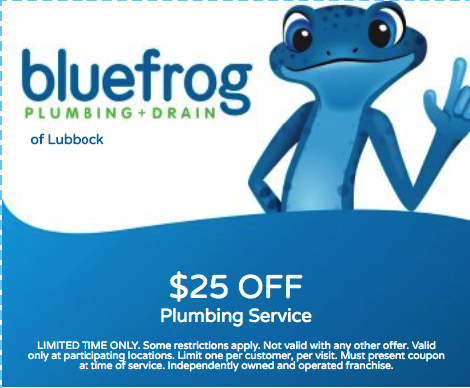 bluefrog
PLUMBING + DRAIN
of Lubbock
$25 OFF
Plumbing Service
LIMITED TIME ONLY. Some restrictions apply. Not valid with any other offer. Valid
only at participating locations. Limit one per customer, per visit. Must present coupon
at time of service. Independently owned and operated franchise.